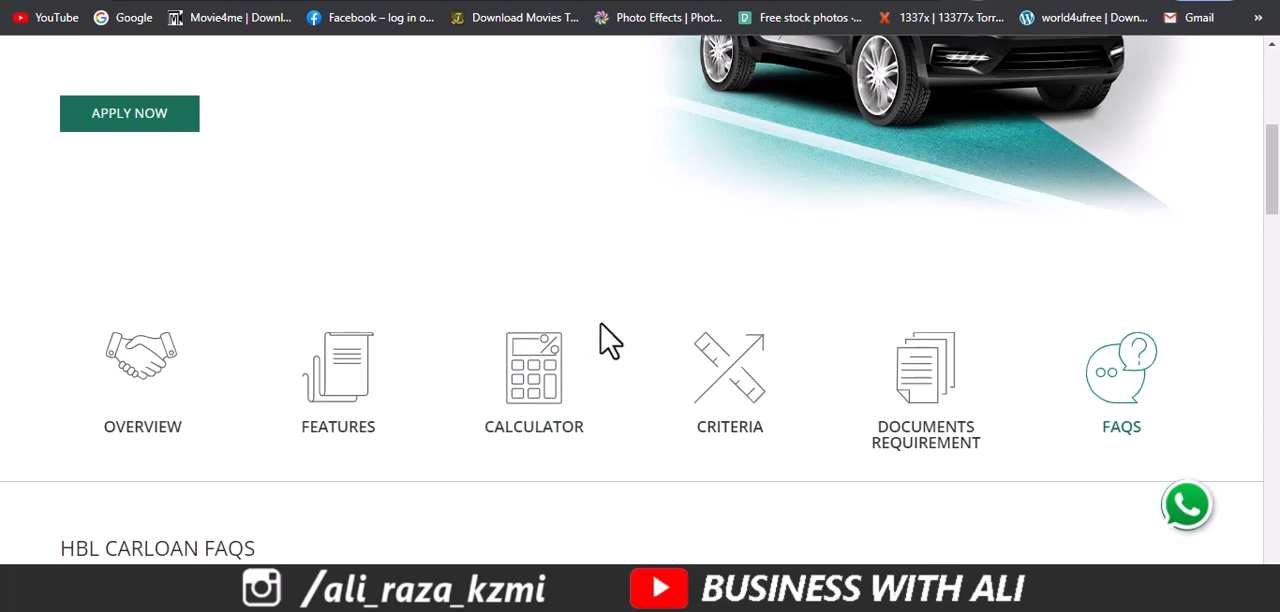 YouTube Google Movie4me | Downl... Facebook – log in o... Download Movies T... Photo Effects | Phot... Free stock photos ·... 1337x | 13377x Torr... world4ufree | Down... Gmail »
APPLY NOW
OVERVIEW FEATURES CALCULATOR CRITERIA DOCUMENTS REQUIREMENT FAQS
HBL CARLOAN FAQS
/ali_raza_kzmi BUSINESS WITH ALI